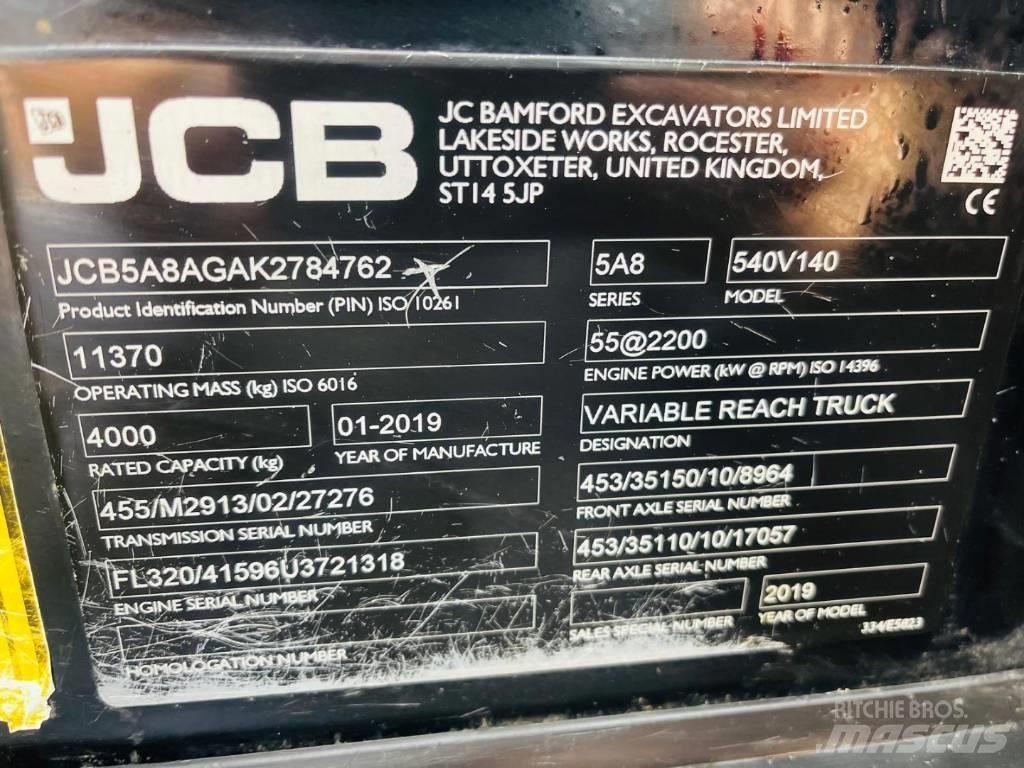 JCB
JC BAMFORD EXCAVATORS LIMITED
LAKESIDE WORKS, ROCESTER,
UTTOXETER, UNITED KINGDOM,
ST14 5JP
CE
JCB5A8AGAK2784762
Product Identification Number (PIN) ISO 10261
5A8
SERIES
540V140
MODEL
11370
OPERATING MASS (kg) ISO 6016
55@2200
ENGINE POWER (kW @ RPM) ISO 14396
4000
RATED CAPACITY (kg)
01-2019
YEAR OF MANUFACTURE
VARIABLE REACH TRUCK
DESIGNATION
455/M2913/02/27276
TRANSMISSION SERIAL NUMBER
453/35150/10/8964
FRONT AXLE SERIAL NUMBER
FL320/41596U3721318
ENGINE SERIAL NUMBER
453/35110/10/17057
REAR AXLE SERIAL NUMBER
HOMOLOGATION NUMBER
SALES SPECIAL NUMBER
2019
YEAR OF MODEL
334/E5823
RITCHIE BROS.
mascus